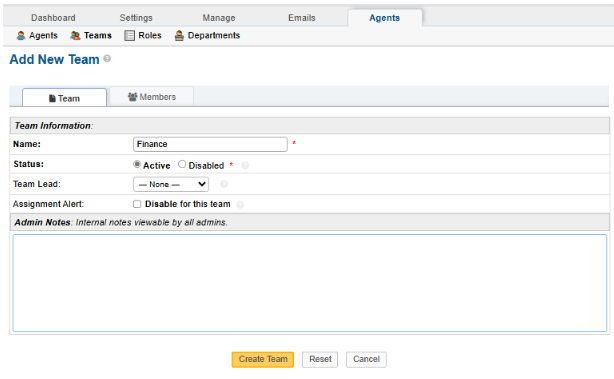 Dashboard Settings Manage Emails Agents
Agents Teams Roles Departments
Add New Team
Team Members
Team Information:
Name: Finance *
Status: Active Disabled *
Team Lead: — None —
Assignment Alert: Disable for this team
Admin Notes: Internal notes viewable by all admins.
Create Team Reset Cancel